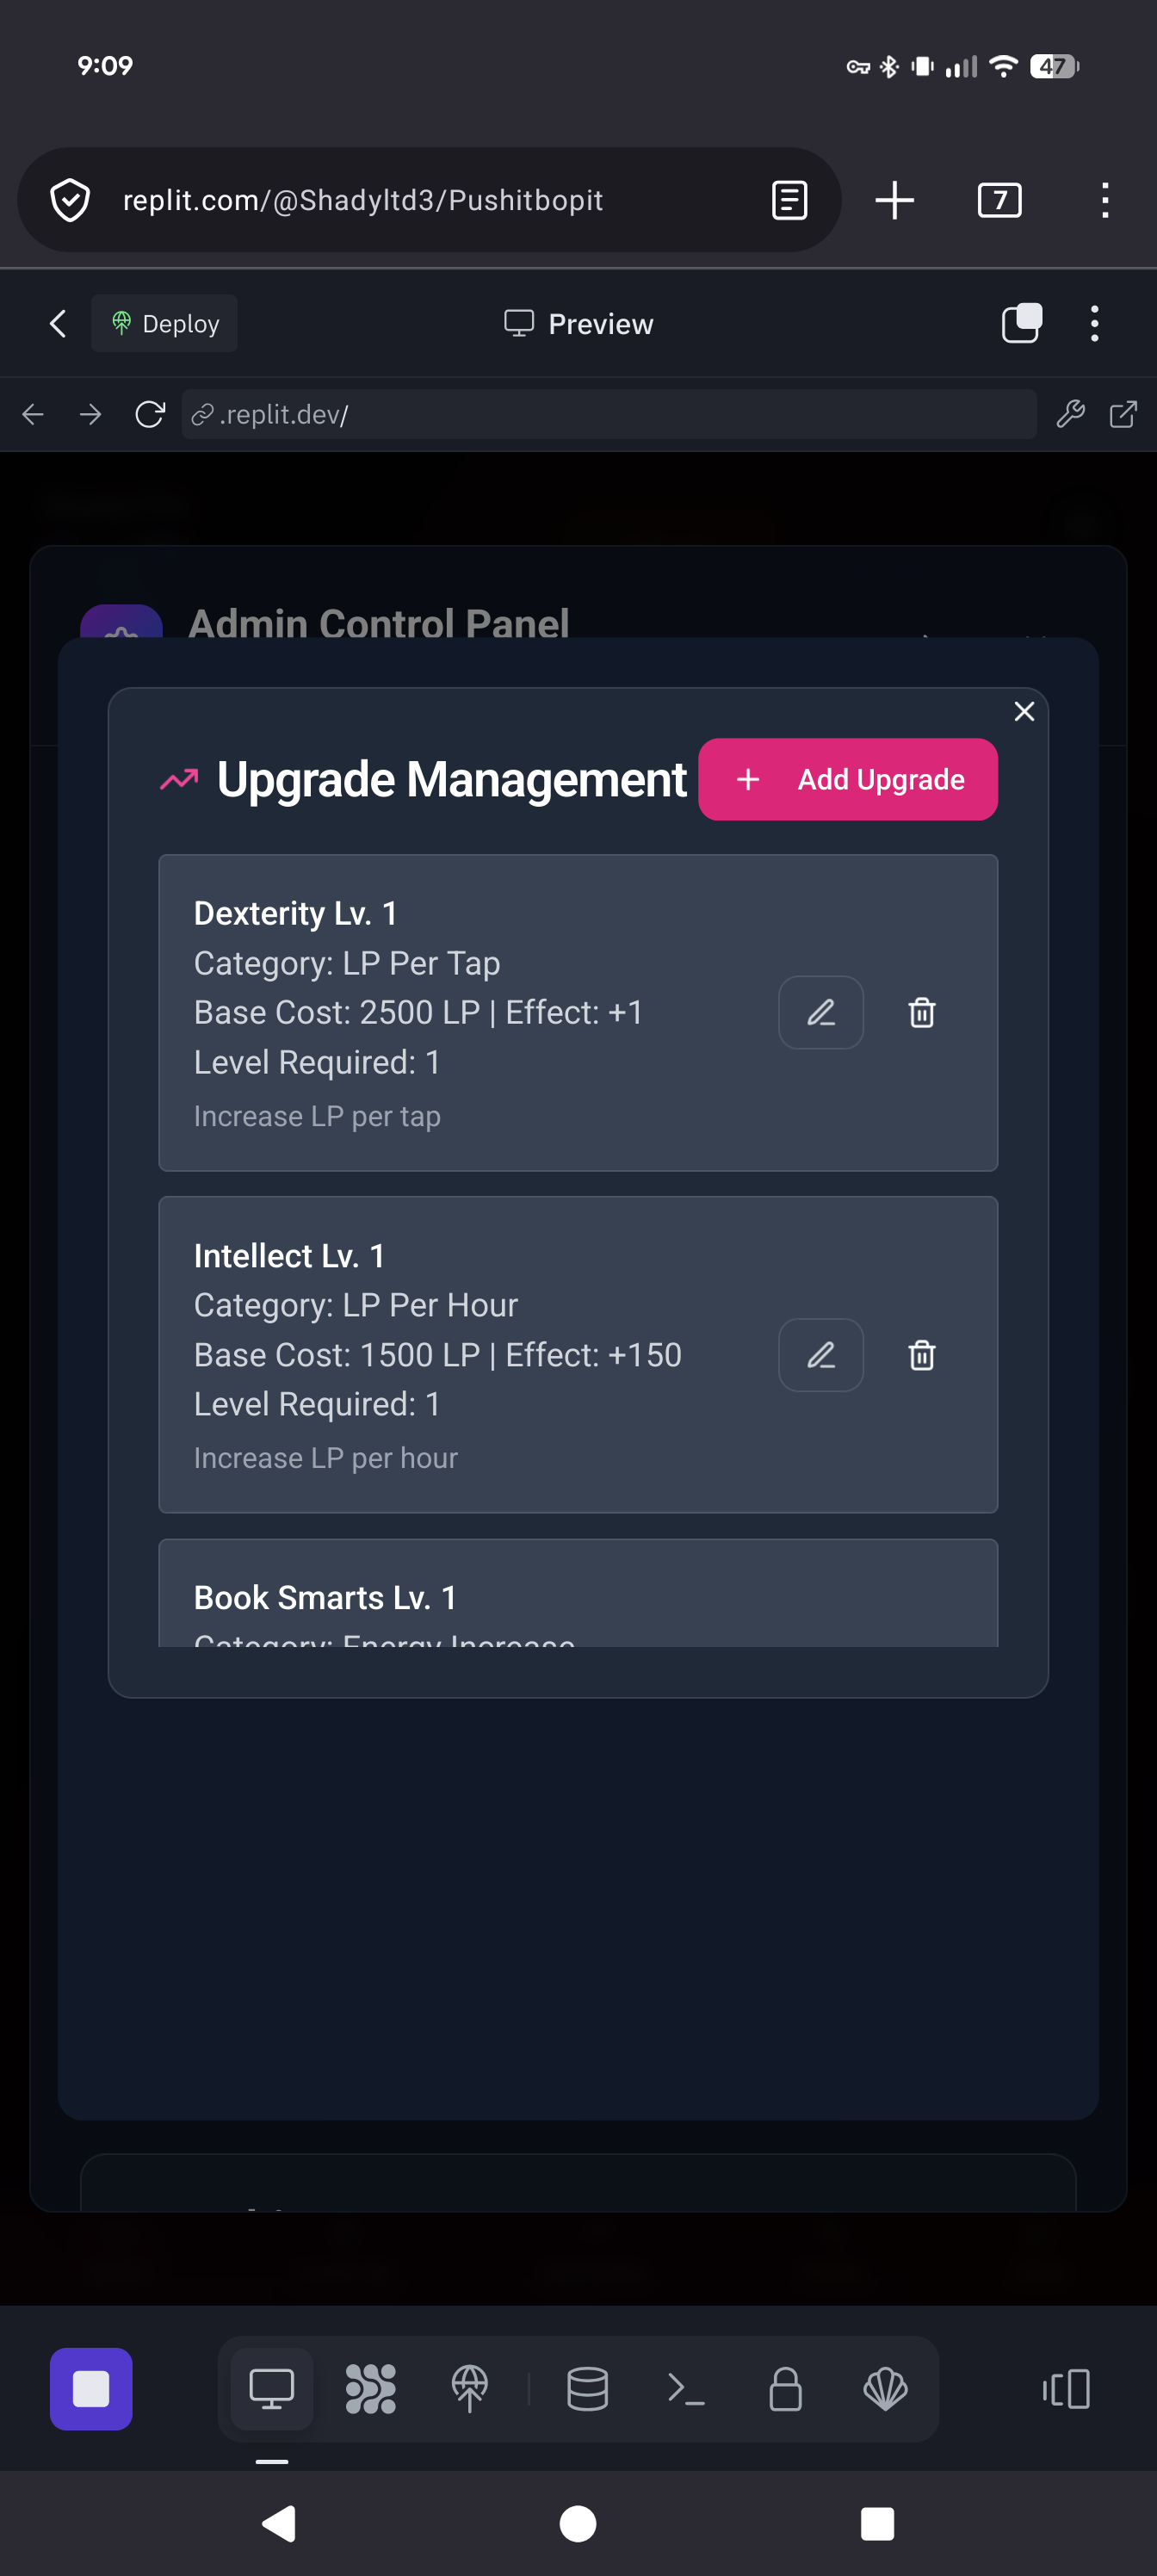 9:09
47
replit.com/@Shadyltd3/Pushitbopit
7
Deploy
Preview
.replit.dev/
Admin Control Panel
Upgrade Management
Add Upgrade
Dexterity Lv. 1
Category: LP Per Tap
Base Cost: 2500 LP | Effect: +1
Level Required: 1
Increase LP per tap
Intellect Lv. 1
Category: LP Per Hour
Base Cost: 1500 LP | Effect: +150
Level Required: 1
Increase LP per hour
Book Smarts Lv. 1
Category: Energy Increase